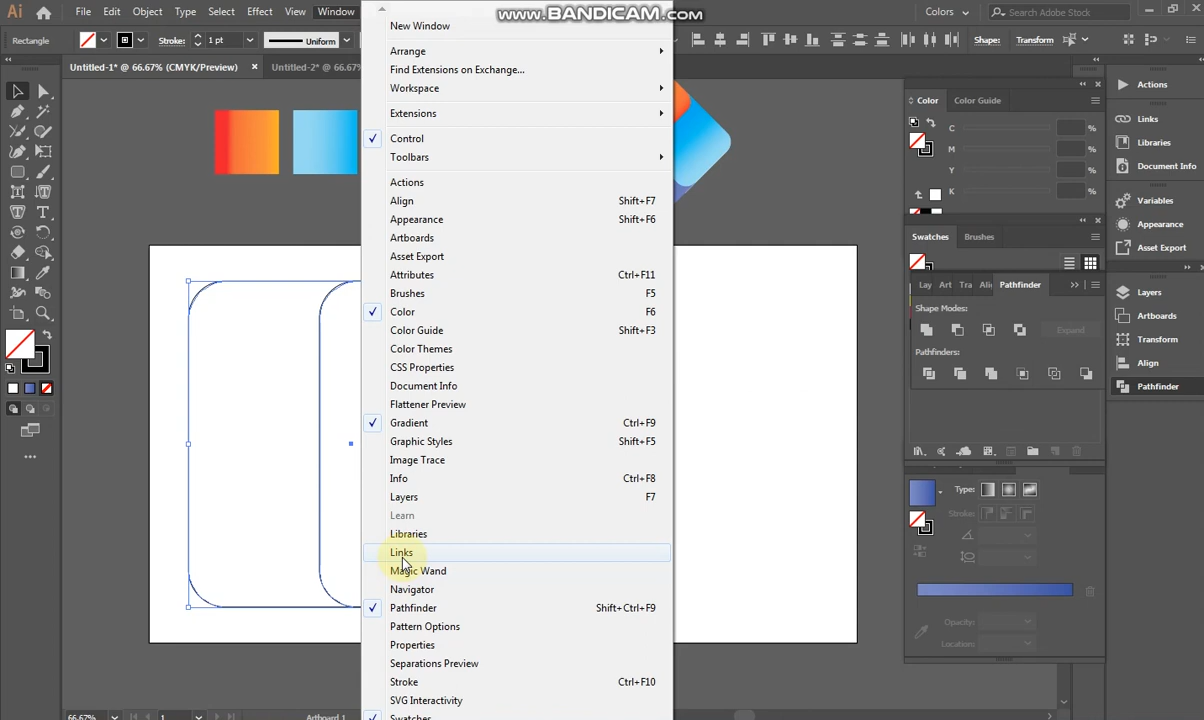 www.BANDICAM.com
Ai File Edit Object Type Select Effect View Window Colors Search Adobe Stock
Rectangle Stroke: 1 pt Uniform Shape: Transform
Untitled-1* @ 66.67% (CMYK/Preview) × Untitled-2* @ 66.67%
New Window
Arrange
Find Extensions on Exchange...
Workspace
Extensions
Control
Toolbars
Actions
Align Shift+F7
Appearance Shift+F6
Artboards
Asset Export
Attributes Ctrl+F11
Brushes F5
Color F6
Color Guide Shift+F3
Color Themes
CSS Properties
Document Info
Flattener Preview
Gradient Ctrl+F9
Graphic Styles Shift+F5
Image Trace
Info Ctrl+F8
Layers F7
Learn
Libraries
Links
Magic Wand
Navigator
Pathfinder Shift+Ctrl+F9
Pattern Options
Properties
Separations Preview
Stroke Ctrl+F10
SVG Interactivity
Swatches
Color Color Guide
C %
M %
Y %
K %
Swatches Brushes
Lay Art Tra Alig Pathfinder
Shape Modes:
Expand
Pathfinders:
Type:
Stroke:
Opacity:
Location:
Actions
Links
Libraries
Document Info
Variables
Appearance
Asset Export
Layers
Artboards
Transform
Align
Pathfinder
66.67% 1 Artboard 1